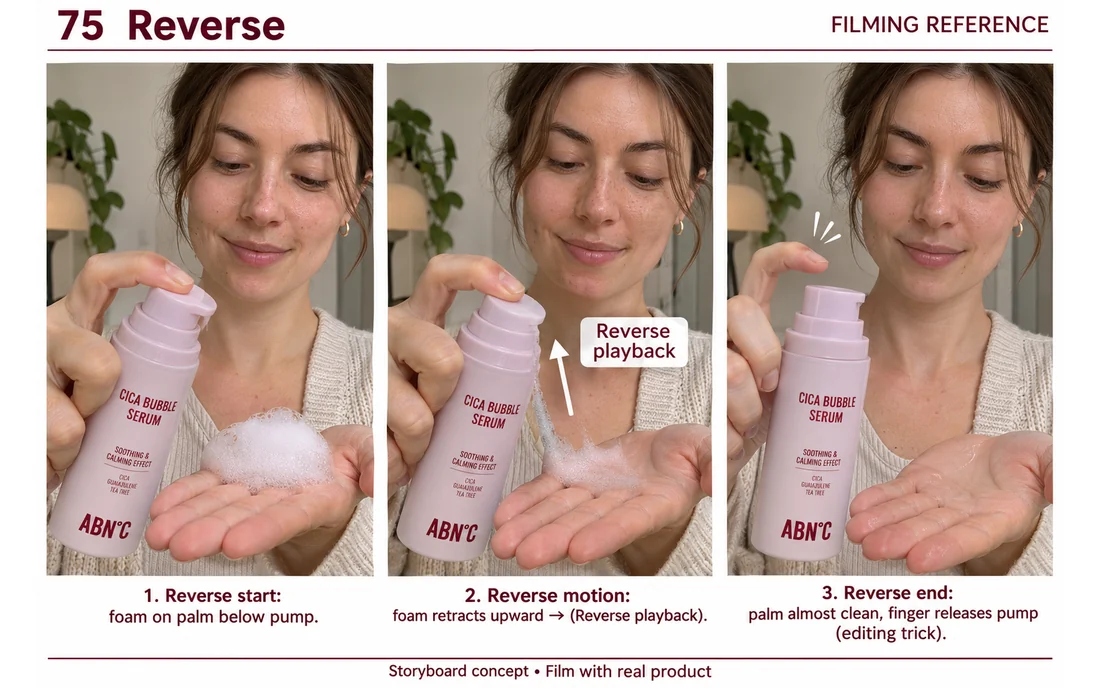 75 Reverse
FILMING REFERENCE
CICA BUBBLE
SERUM
SOOTHING &
CALMING EFFECT
CICA
GUAIAZULENE
TEA TREE
ABN°C
CICA BUBBLE
SERUM
SOOTHING &
CALMING EFFECT
CICA
GUAIAZULENE
TEA TREE
ABN°C
Reverse
playback
CICA BUBBLE
SERUM
SOOTHING &
CALMING EFFECT
CICA
GUAIAZULENE
TEA TREE
ABN°C
1. Reverse start:
foam on palm below pump.
2. Reverse motion:
foam retracts upward → (Reverse playback).
3. Reverse end:
palm almost clean, finger releases pump
(editing trick).
Storyboard concept • Film with real product